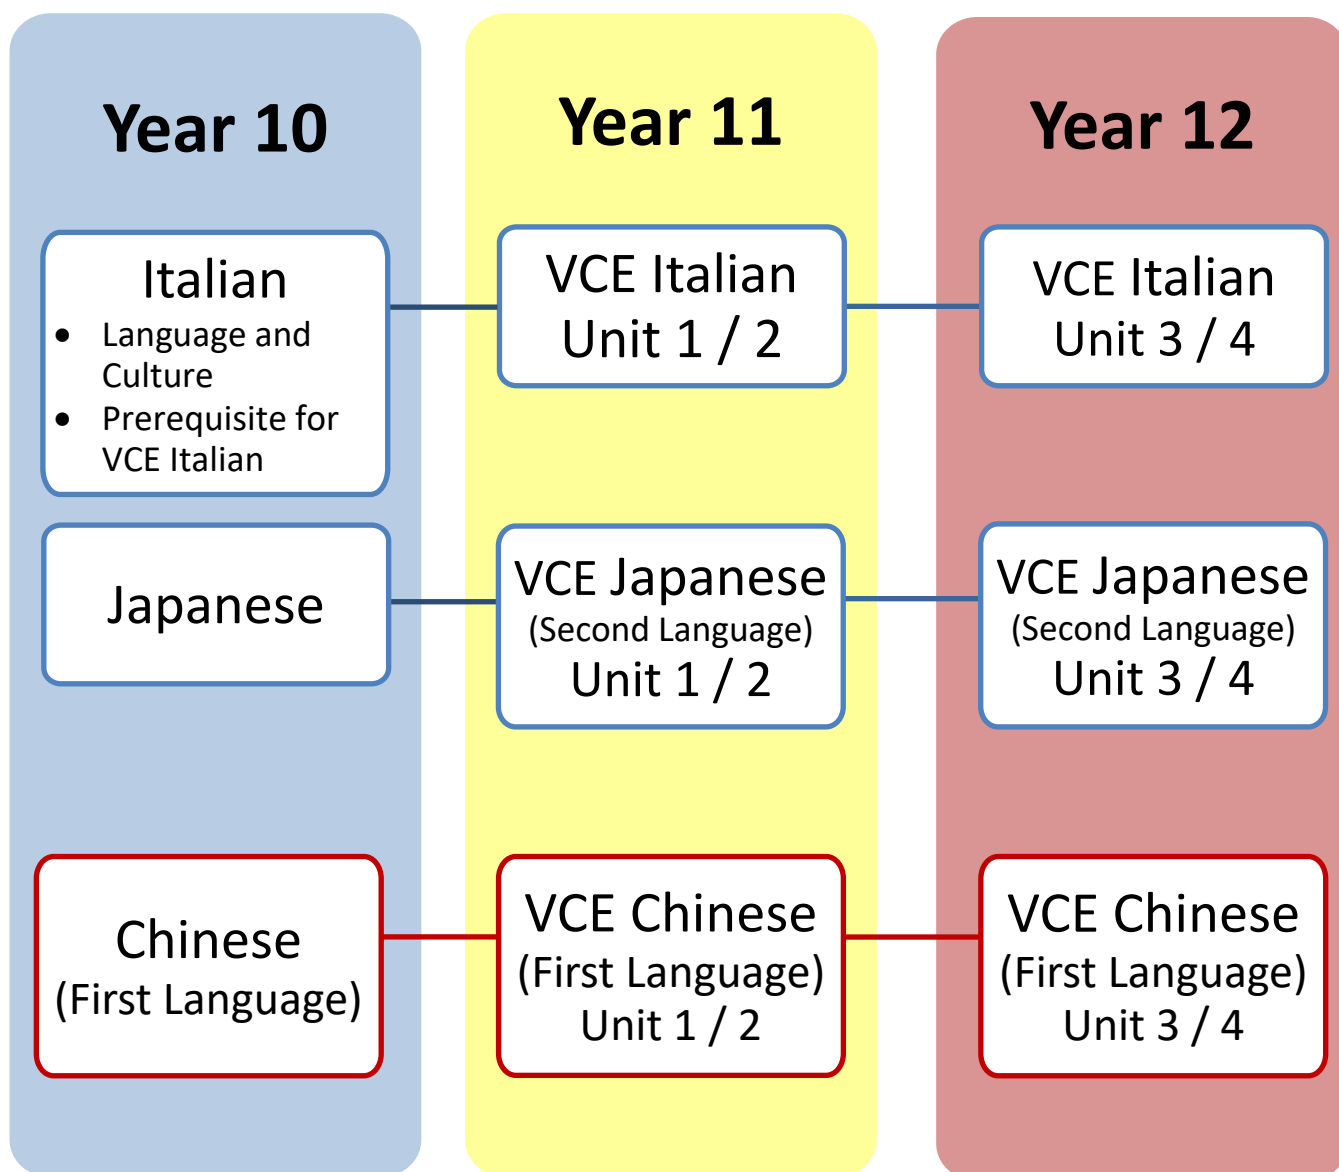 Year 10
Italian
• Language and
Culture
• Prerequisite for
VCE Italian
Japanese
Chinese
(First Language)
Year 11
VCE Italian
Unit 1 / 2
VCE Japanese
(Second Language)
Unit 1 / 2
VCE Chinese
(First Language)
Unit 1 / 2
Year 12
VCE Italian
Unit 3 / 4
VCE Japanese
(Second Language)
Unit 3 / 4
VCE Chinese
(First Language)
Unit 3 / 4